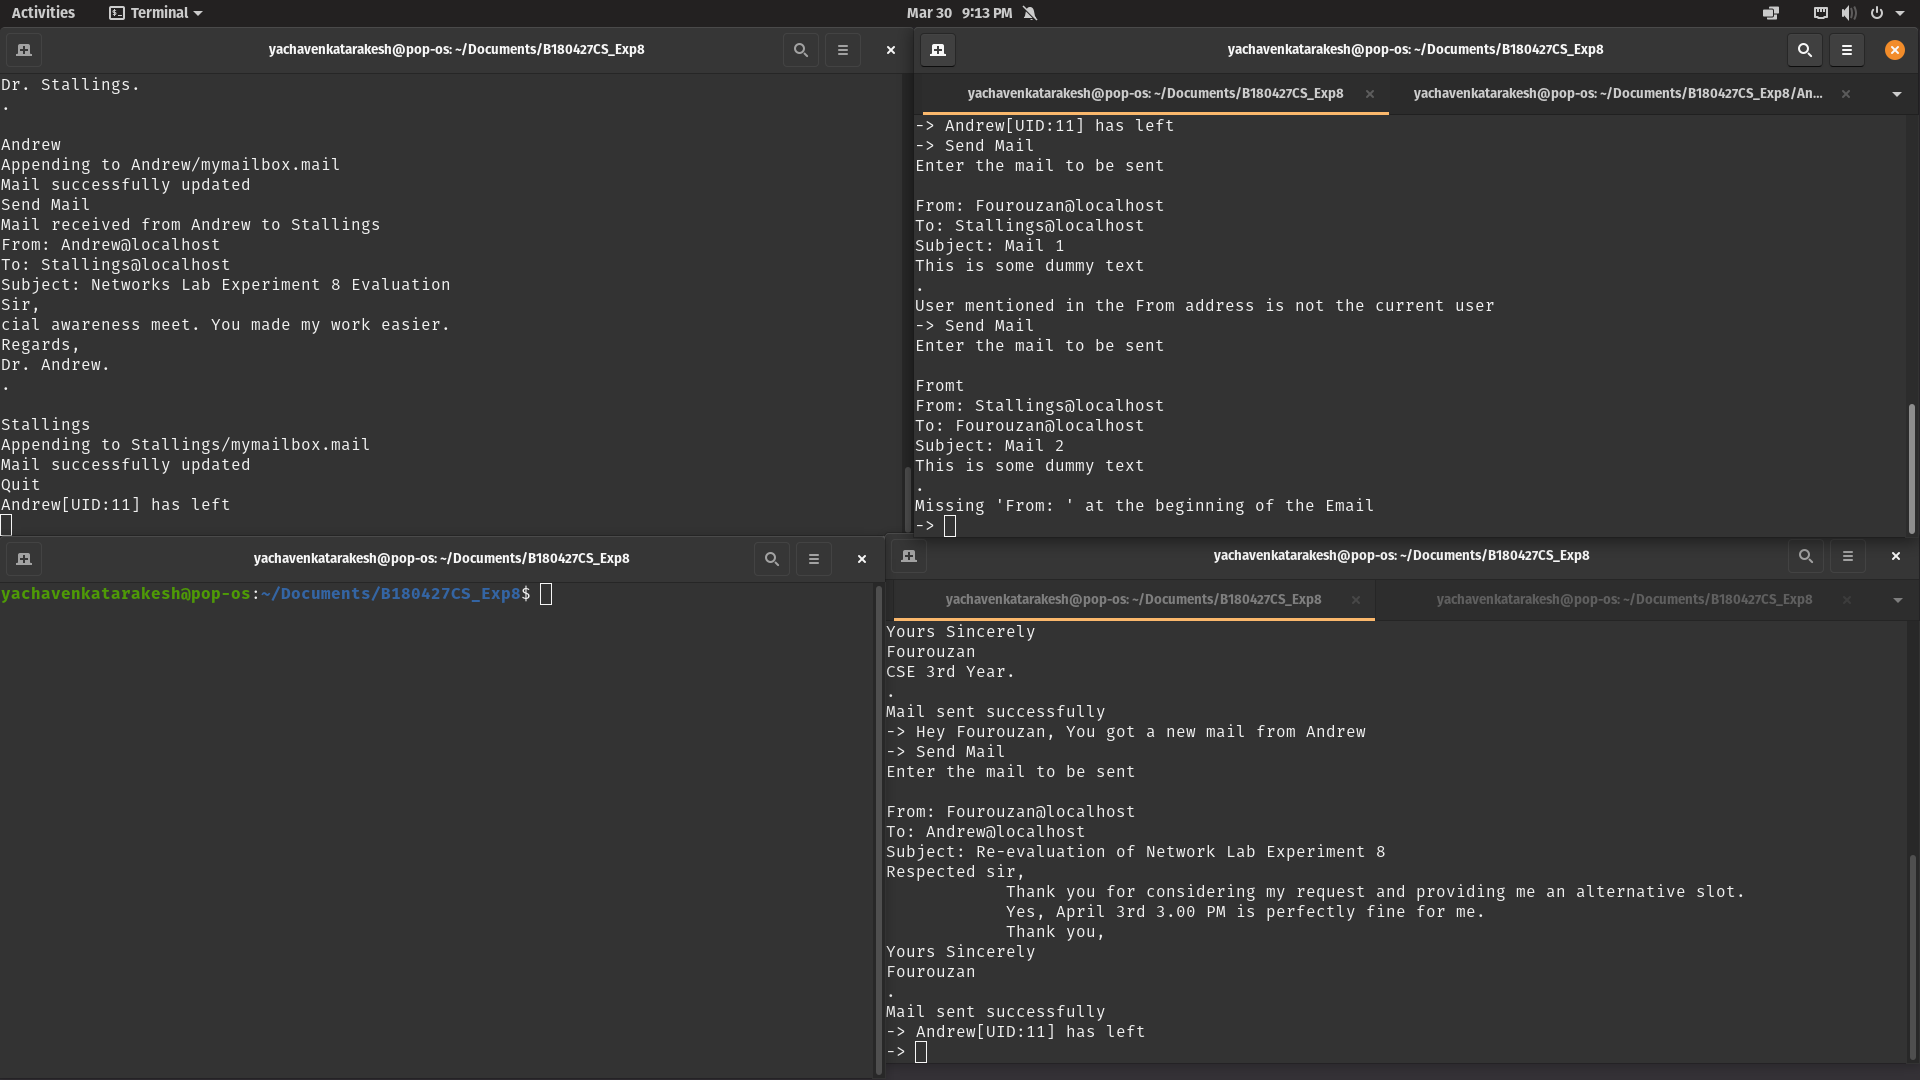 Activities
Terminal
Mar 30 9:13 PM
yachavenkatarakesh@pop-os: ~/Documents/B180427CS_Exp8
Dr. Stallings.
.
Andrew
Appending to Andrew/mymailbox.mail
Mail successfully updated
Send Mail
Mail received from Andrew to Stallings
From: Andrew@localhost
To: Stallings@localhost
Subject: Networks Lab Experiment 8 Evaluation
Sir,
cial awareness meet. You made my work easier.
Regards,
Dr. Andrew.
.
Stallings
Appending to Stallings/mymailbox.mail
Mail successfully updated
Quit
Andrew[UID:11] has left
yachavenkatarakesh@pop-os: ~/Documents/B180427CS_Exp8
yachavenkatarakesh@pop-os: ~/Documents/B180427CS_Exp8
yachavenkatarakesh@pop-os: ~/Documents/B180427CS_Exp8/An...
-> Andrew[UID:11] has left
-> Send Mail
Enter the mail to be sent
From: Fourouzan@localhost
To: Stallings@localhost
Subject: Mail 1
This is some dummy text
.
User mentioned in the From address is not the current user
-> Send Mail
Enter the mail to be sent
Fromt
From: Stallings@localhost
To: Fourouzan@localhost
Subject: Mail 2
This is some dummy text
.
Missing 'From: ' at the beginning of the Email
->
yachavenkatarakesh@pop-os: ~/Documents/B180427CS_Exp8
yachavenkatarakesh@pop-os:~/Documents/B180427CS_Exp8$
yachavenkatarakesh@pop-os: ~/Documents/B180427CS_Exp8
yachavenkatarakesh@pop-os: ~/Documents/B180427CS_Exp8
yachavenkatarakesh@pop-os: ~/Documents/B180427CS_Exp8
Yours Sincerely
Fourouzan
CSE 3rd Year.
.
Mail sent successfully
-> Hey Fourouzan, You got a new mail from Andrew
-> Send Mail
Enter the mail to be sent
From: Fourouzan@localhost
To: Andrew@localhost
Subject: Re-evaluation of Network Lab Experiment 8
Respected sir,
Thank you for considering my request and providing me an alternative slot.
Yes, April 3rd 3.00 PM is perfectly fine for me.
Thank you,
Yours Sincerely
Fourouzan
.
Mail sent successfully
-> Andrew[UID:11] has left
->